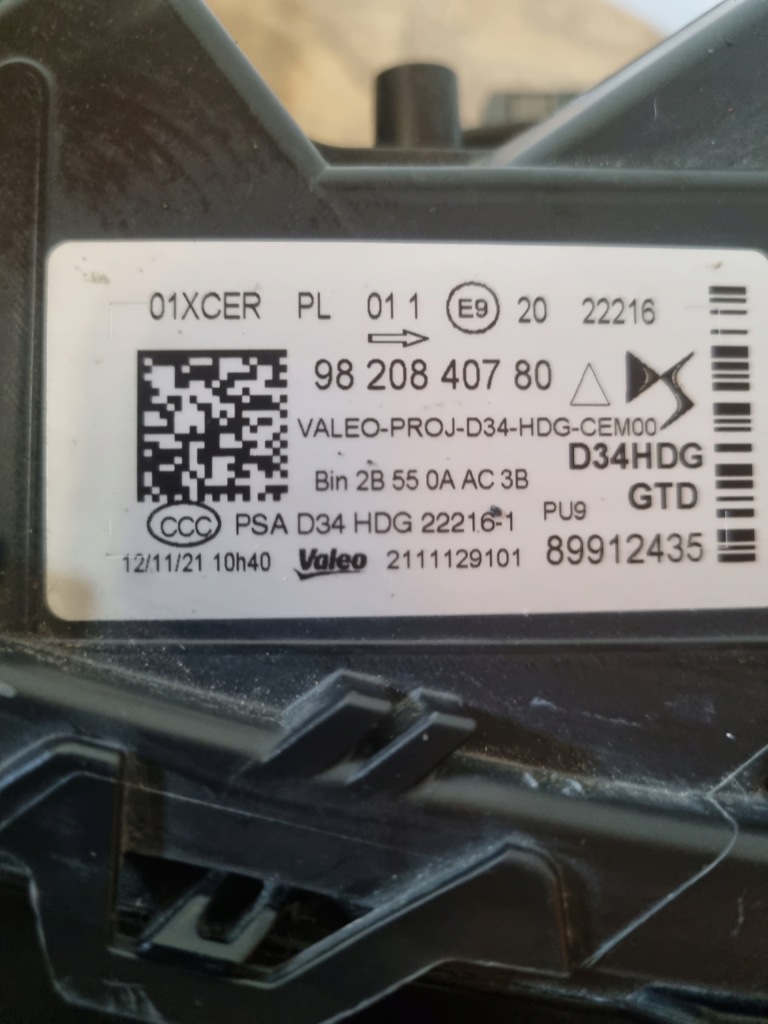 01XCER PL 01 1 E9 20 22216
98 208 407 80 DS
VALEO-PROJ-D34-HDG-CEM00
D34HDG
Bin 2B 55 0A AC 3B
GTD
CCC PSA D34 HDG 22216-1 PU9
12/11/21 10h40 Valeo 2111129101 89912435